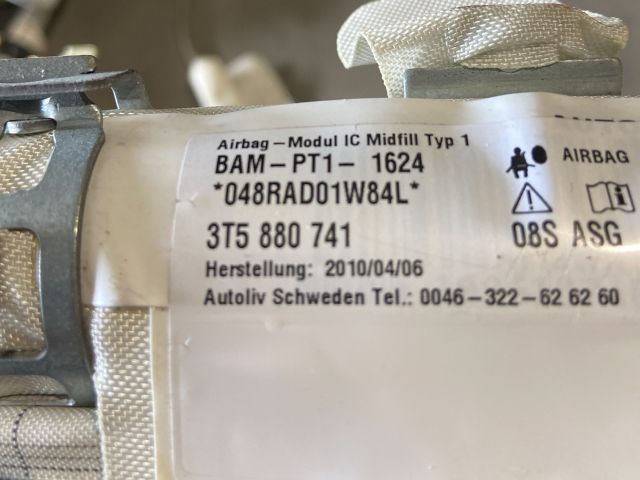 Airbag-Modul IC Midfill Typ 1
BAM-PT1- 1624
*048RAD01W84L*
AIRBAG
3T5 880 741
08S ASG
Herstellung: 2010/04/06
Autoliv Schweden Tel.: 0046-322-62 62 60